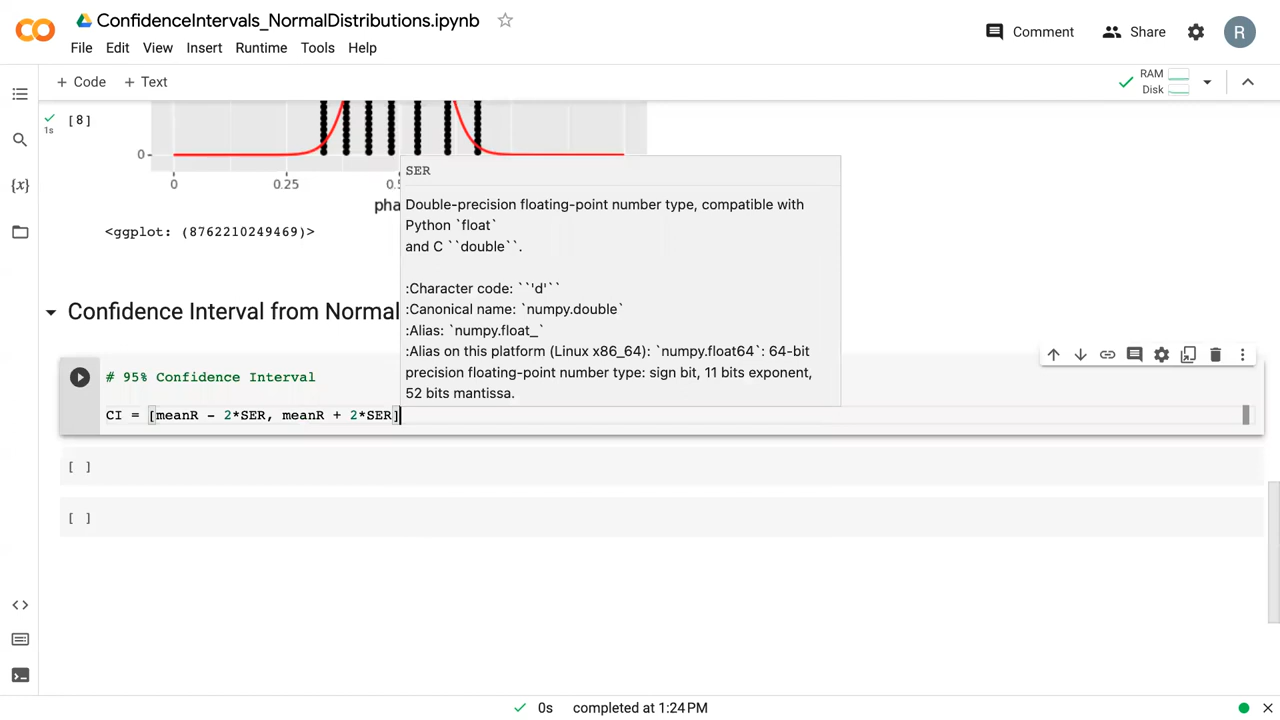 ConfidenceIntervals_NormalDistributions.ipynb
Comment
Share
R
File Edit View Insert Runtime Tools Help
+ Code + Text
RAM
Disk
[8]
1s
0
0 0.25 0.5
pha
<ggplot: (8762210249469)>
SER
Double-precision floating-point number type, compatible with
Python `float`
and C ``double``.
:Character code: ``'d'``
:Canonical name: `numpy.double`
:Alias: `numpy.float_`
:Alias on this platform (Linux x86_64): `numpy.float64`: 64-bit
precision floating-point number type: sign bit, 11 bits exponent,
52 bits mantissa.
Confidence Interval from Normal
# 95% Confidence Interval
CI = [meanR - 2*SER, meanR + 2*SER]
[ ]
[ ]
0s completed at 1:24 PM